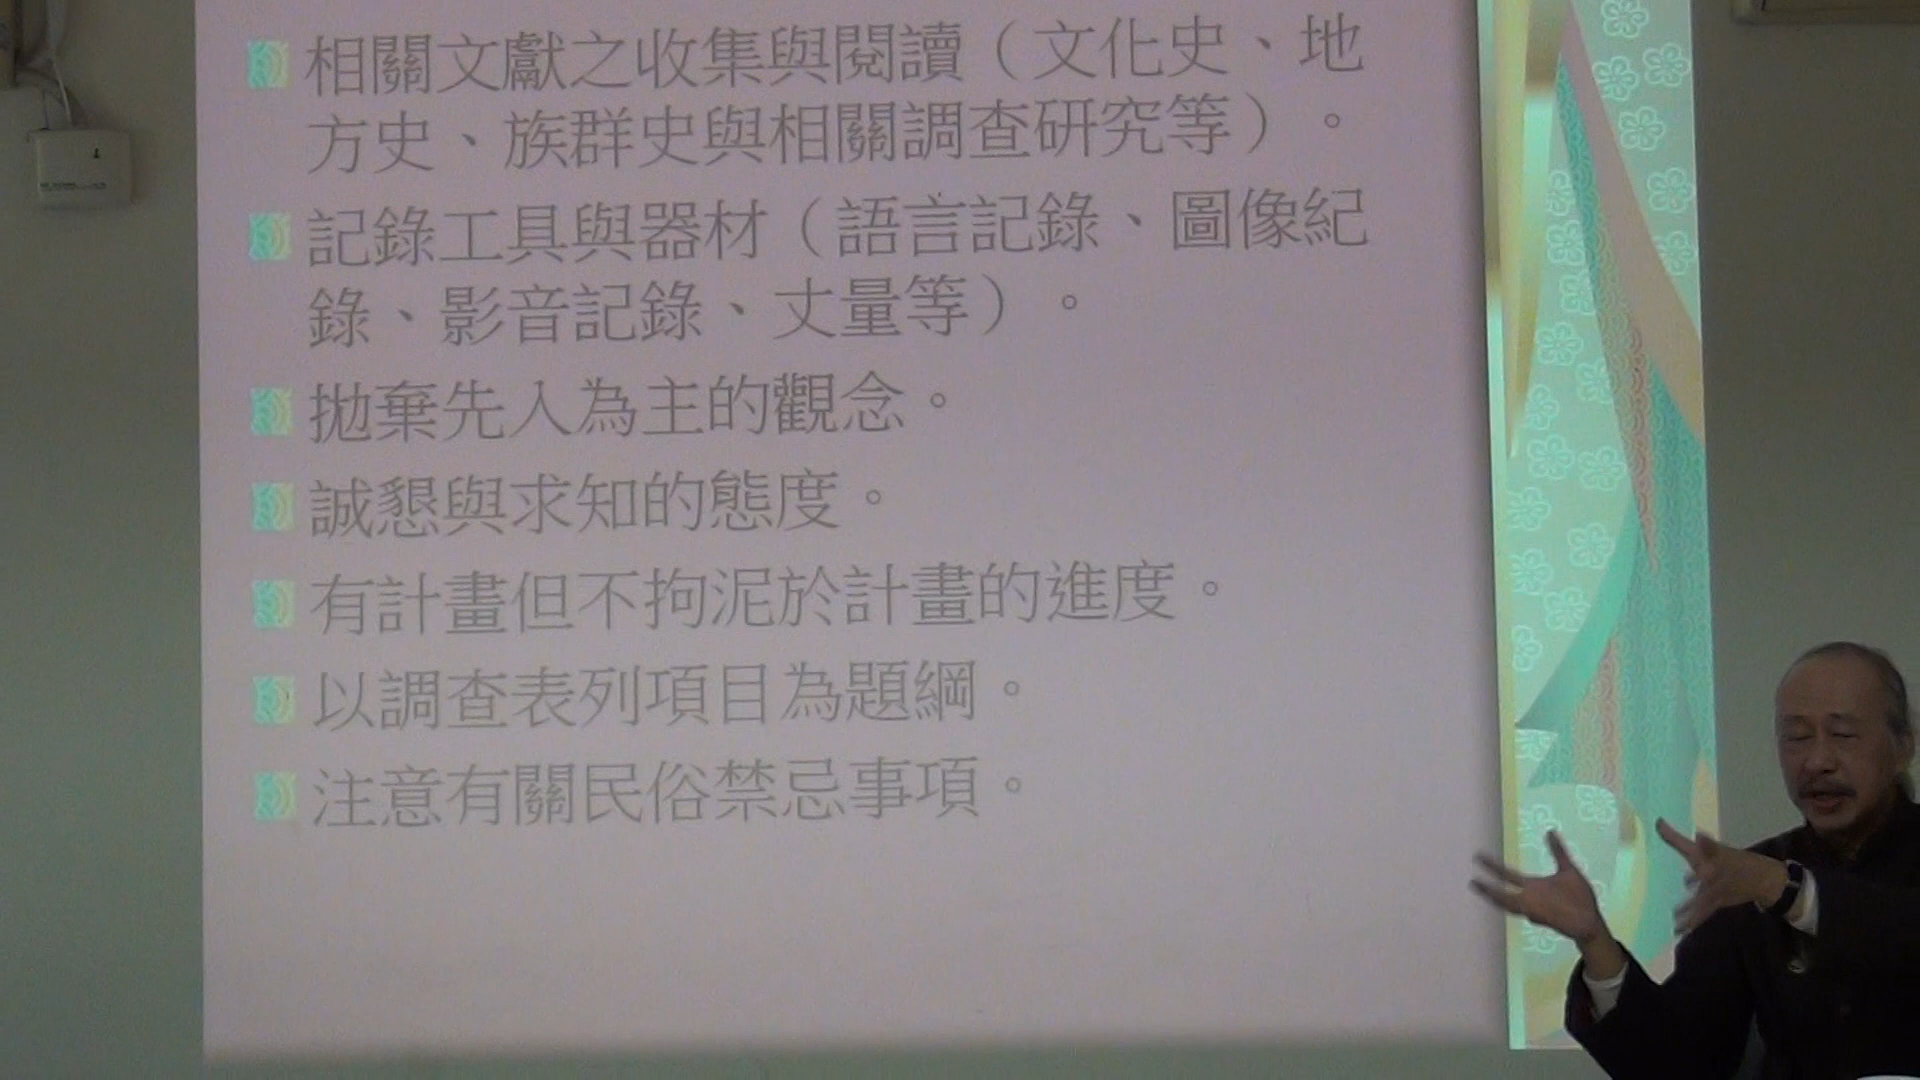 相關文獻之收集與閱讀（文化史、地
方史、族群史與相關調查研究等）。
記錄工具與器材（語言記錄、圖像紀
錄、影音記錄、丈量等）。
拋棄先入為主的觀念。
誠懇與求知的態度。
有計畫但不拘泥於計畫的進度。
以調查表列項目為題綱。
注意有關民俗禁忌事項。